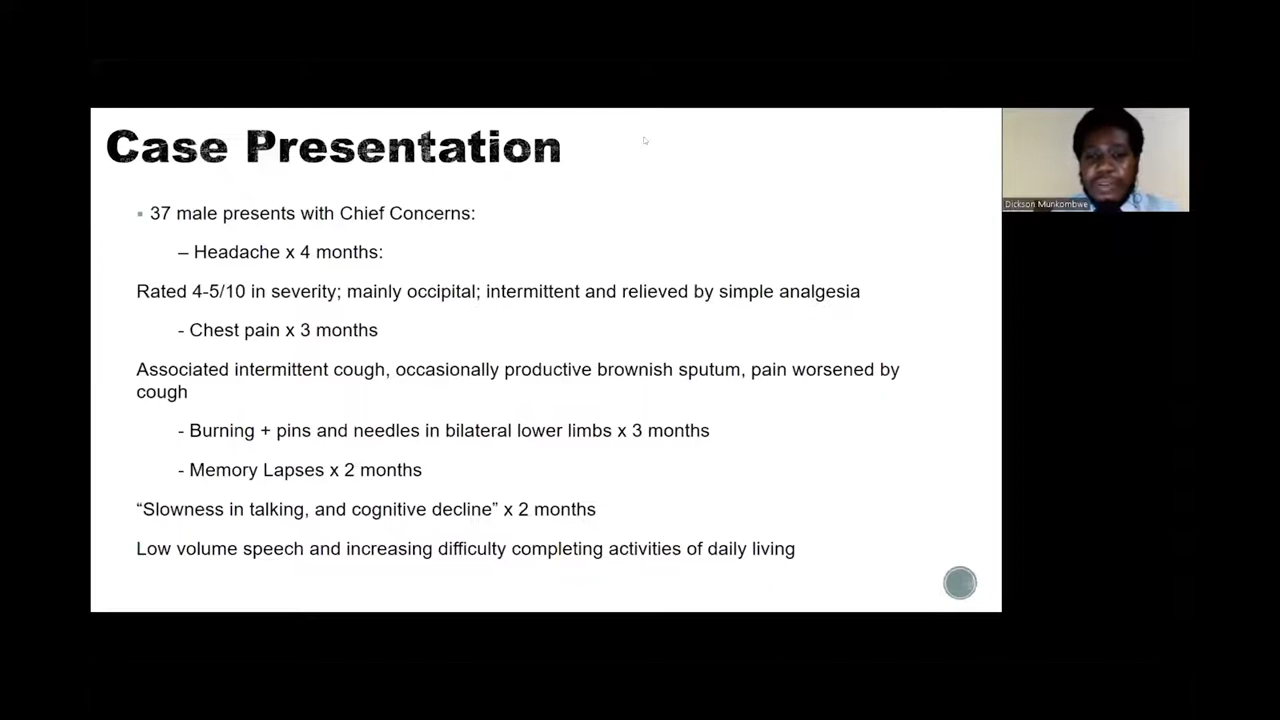 Case Presentation
▪ 37 male presents with Chief Concerns:
– Headache x 4 months:
Rated 4-5/10 in severity; mainly occipital; intermittent and relieved by simple analgesia
- Chest pain x 3 months
Associated intermittent cough, occasionally productive brownish sputum, pain worsened by
cough
- Burning + pins and needles in bilateral lower limbs x 3 months
- Memory Lapses x 2 months
“Slowness in talking, and cognitive decline” x 2 months
Low volume speech and increasing difficulty completing activities of daily living
Dickson Munkombwe